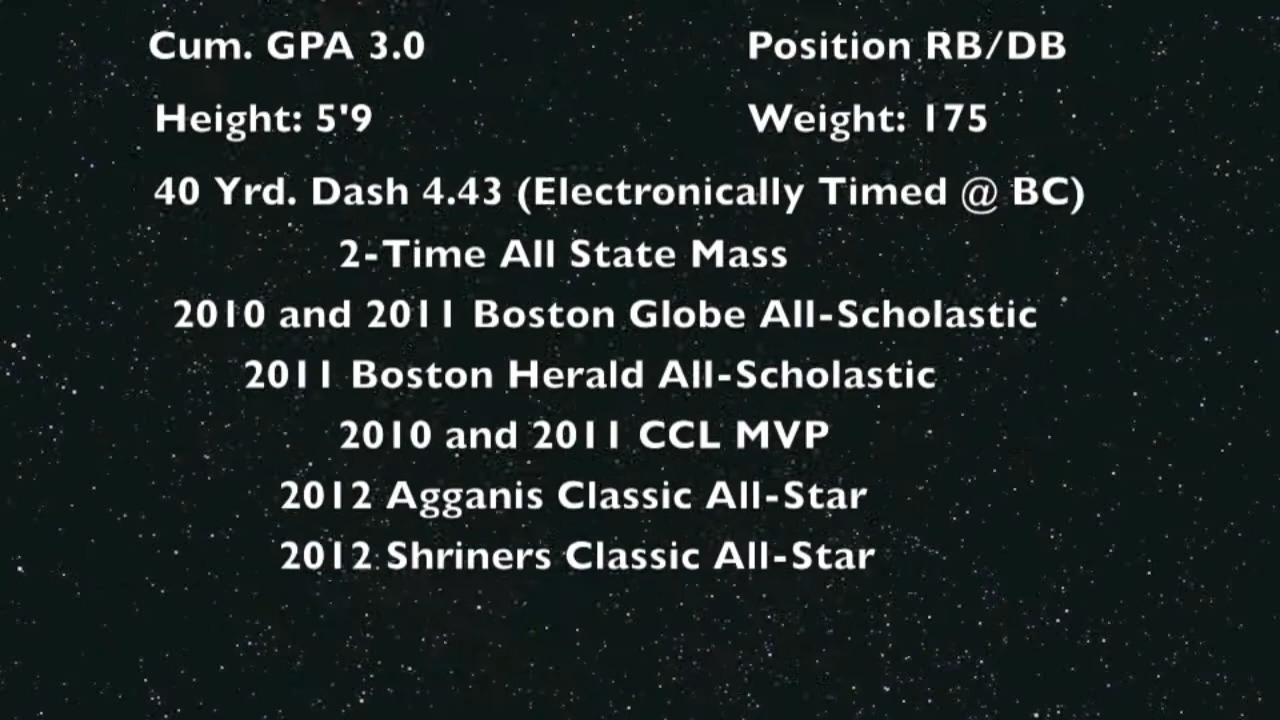 Cum. GPA 3.0 Position RB/DB
Height: 5'9 Weight: 175
40 Yrd. Dash 4.43 (Electronically Timed @ BC)
2-Time All State Mass
2010 and 2011 Boston Globe All-Scholastic
2011 Boston Herald All-Scholastic
2010 and 2011 CCL MVP
2012 Agganis Classic All-Star
2012 Shriners Classic All-Star